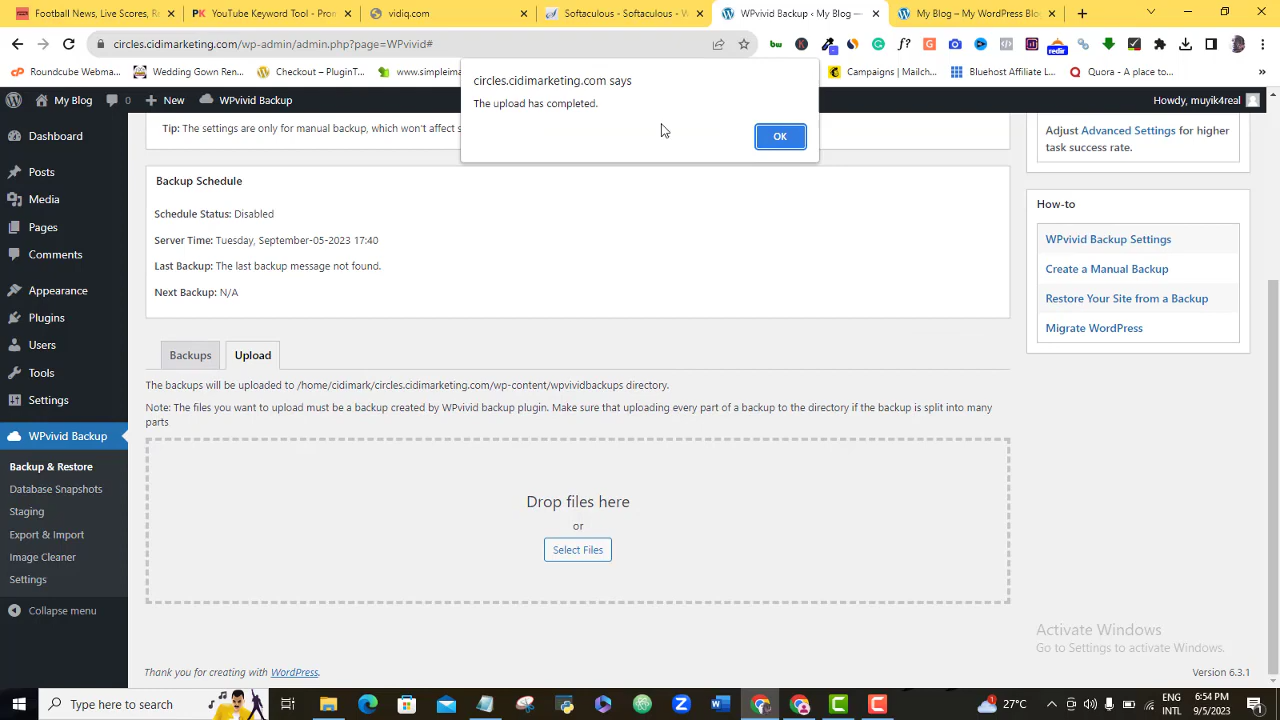 Football News, Live Scores, Re
YouTube Keyword Tool - Pron
vidiq.com
Softaculous - U.S. Workplace
WPvivid Backup ‹ My Blog —
My Blog – My WordPress Blog
circles.cidimarketing.com/wp-admin/admin.php?page=WPvivid#
Roundcube Webma...
Wedding Gown Ren...
Checkout – PluginT...
www.simpleima
Campaigns | Mailch...
Bluehost Affiliate L...
Quora - A place to...
circles.cidimarketing.com says
The upload has completed.
OK
My Blog
0
New
WPvivid Backup
Howdy, muyik4real
Dashboard
Posts
Media
Pages
Comments
Appearance
Plugins
Users
Tools
Settings
WPvivid Backup
Backup & Restore
Database Snapshots
Staging
Export & Import
Image Cleaner
Settings
Collapse menu
Tip: The settings are only for manual backup, which won't affect s
Backup Schedule
Schedule Status: Disabled
Server Time: Tuesday, September-05-2023 17:40
Last Backup: The last backup message not found.
Next Backup: N/A
Backups
Upload
The backups will be uploaded to /home/cidimark/circles.cidimarketing.com/wp-content/wpvividbackups directory.
Note: The files you want to upload must be a backup created by WPvivid backup plugin. Make sure that uploading every part of a backup to the directory if the backup is split into many
parts
Drop files here
or
Select Files
Adjust Advanced Settings for higher
task success rate.
How-to
WPvivid Backup Settings
Create a Manual Backup
Restore Your Site from a Backup
Migrate WordPress
Activate Windows
Go to Settings to activate Windows.
Thank you for creating with WordPress.
Version 6.3.1
Type here to search
27°C
ENG
INTL
6:54 PM
9/5/2023